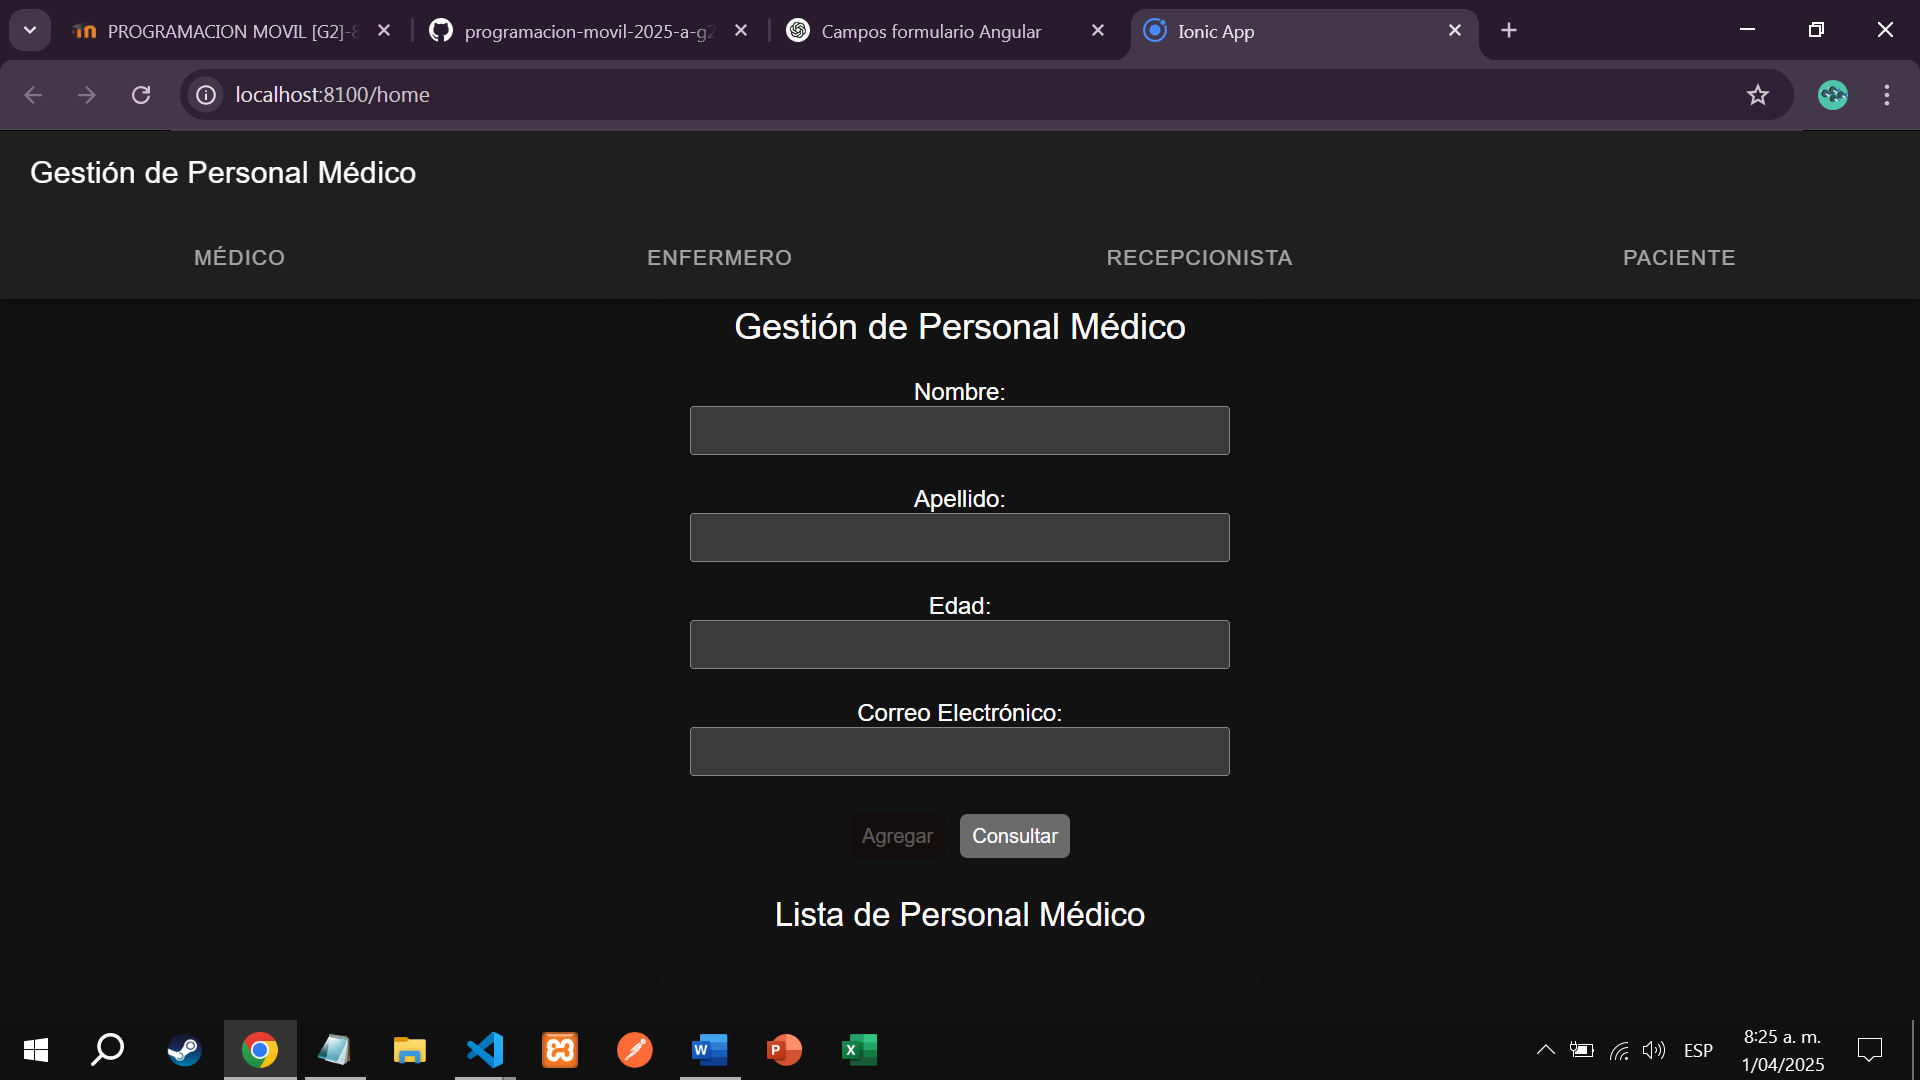 PROGRAMACION MOVIL [G2]-8
programacion-movil-2025-a-g2
Campos formulario Angular
Ionic App
localhost:8100/home
Gestión de Personal Médico
MÉDICO
ENFERMERO
RECEPCIONISTA
PACIENTE
Gestión de Personal Médico
Nombre:
Apellido:
Edad:
Correo Electrónico:
Agregar
Consultar
Lista de Personal Médico
ESP
8:25 a. m.
1/04/2025